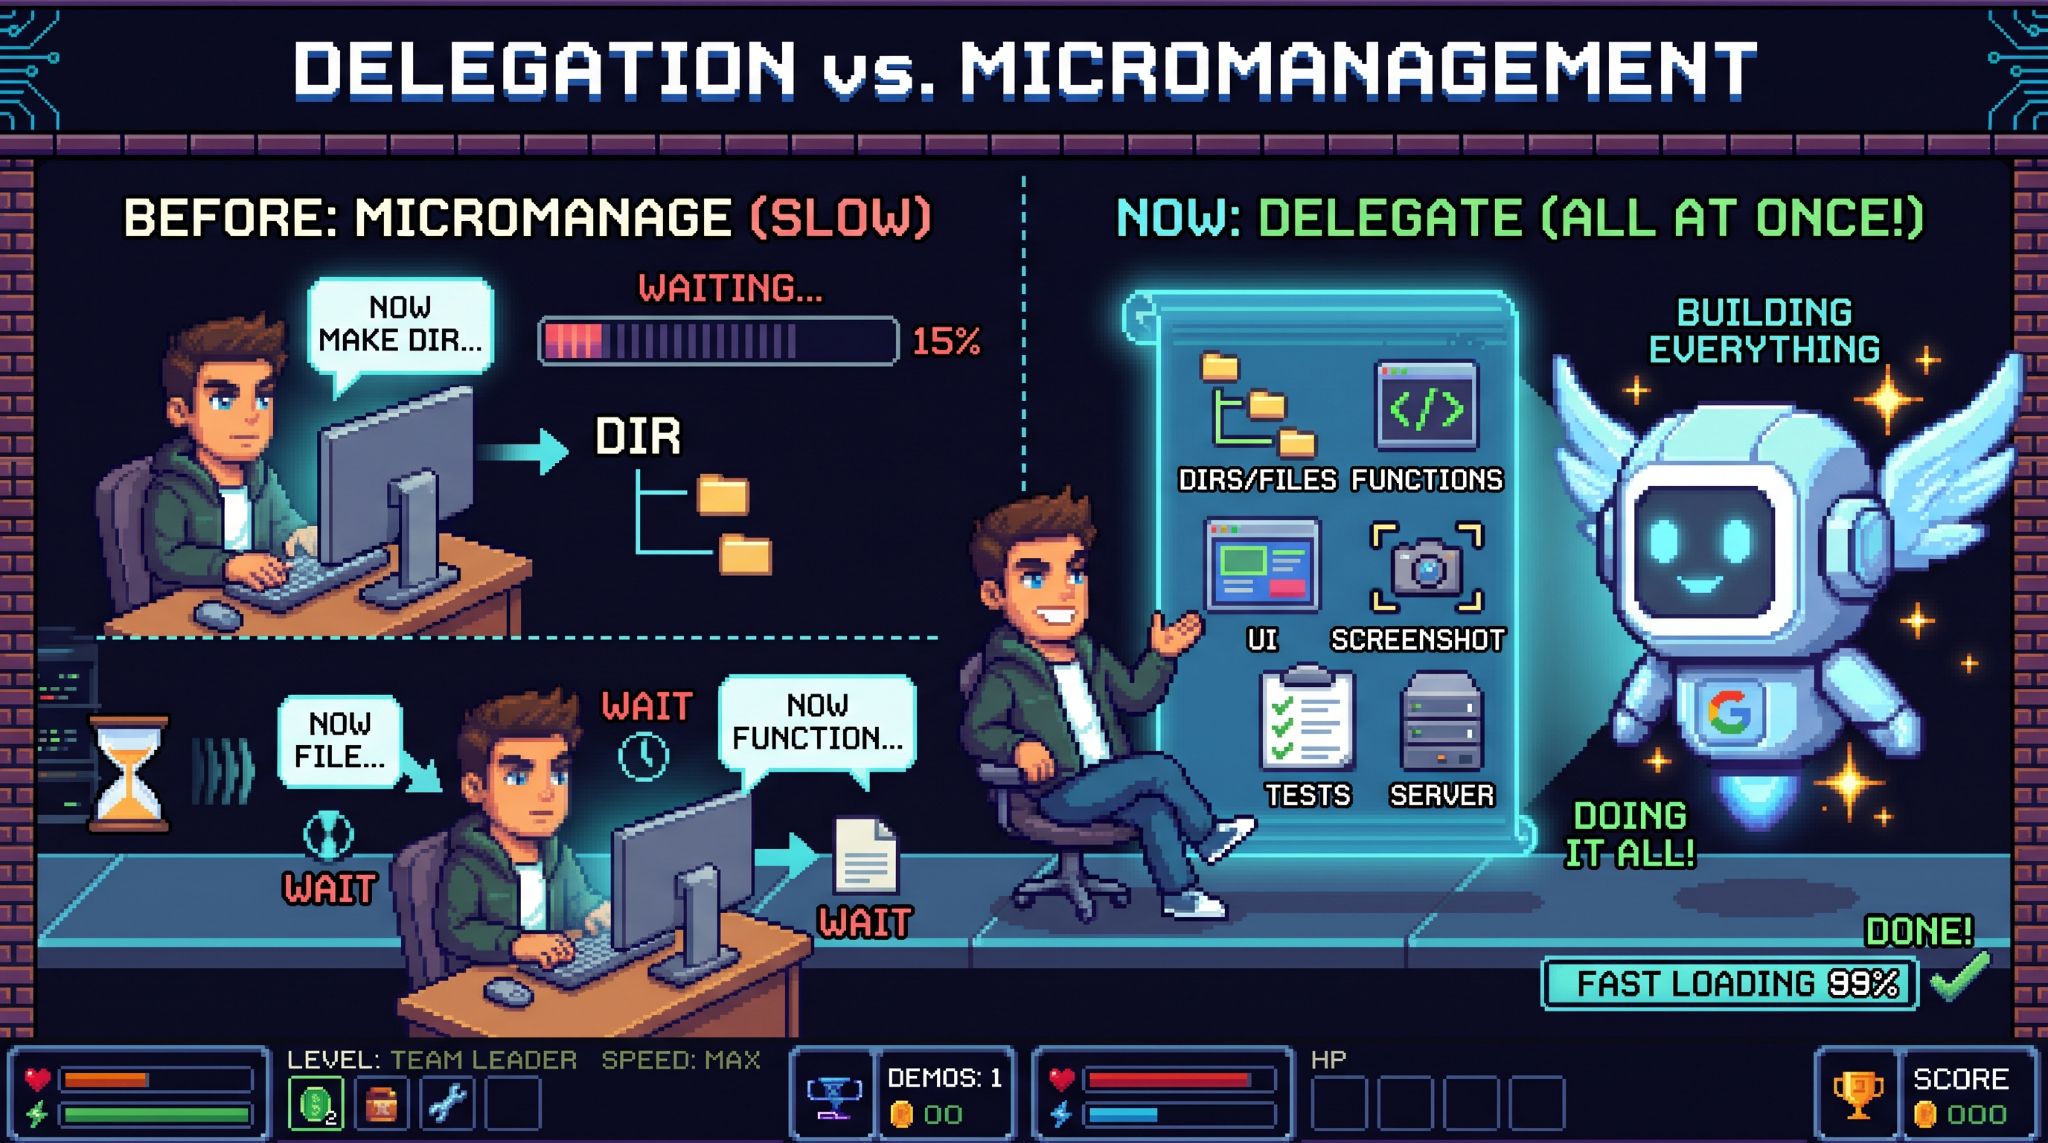 DELEGATION vs. MICROMANAGEMENT
BEFORE: MICROMANAGE (SLOW)
NOW
MAKE DIR...
WAITING...
15%
DIR
NOW
FILE...
WAIT
WAIT
NOW
FUNCTION...
WAIT
NOW: DELEGATE (ALL AT ONCE!)
BUILDING
EVERYTHING
</>
DIRS/FILES FUNCTIONS
UI SCREENSHOT
TESTS SERVER
G
DOING
IT ALL!
DONE!
FAST LOADING 99%
LEVEL: TEAM LEADER SPEED: MAX
$ 2
DEMOS: 1
00
HP
SCORE
000